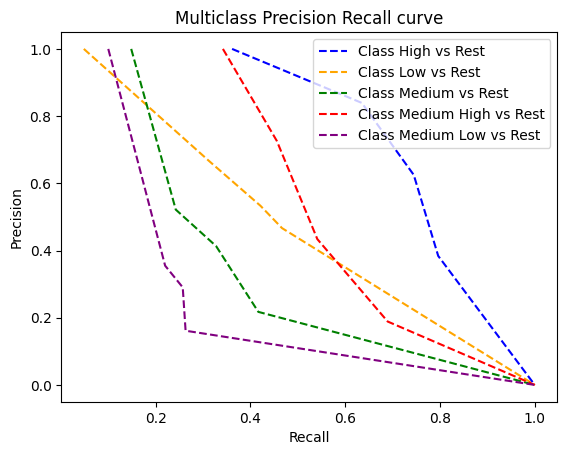 Multiclass Precision Recall curve
Class High vs Rest
Class Low vs Rest
Class Medium vs Rest
Class Medium High vs Rest
Class Medium Low vs Rest
Precision
1.0
0.8
0.6
0.4
0.2
0.0
0.2 0.4 0.6 0.8 1.0
Recall